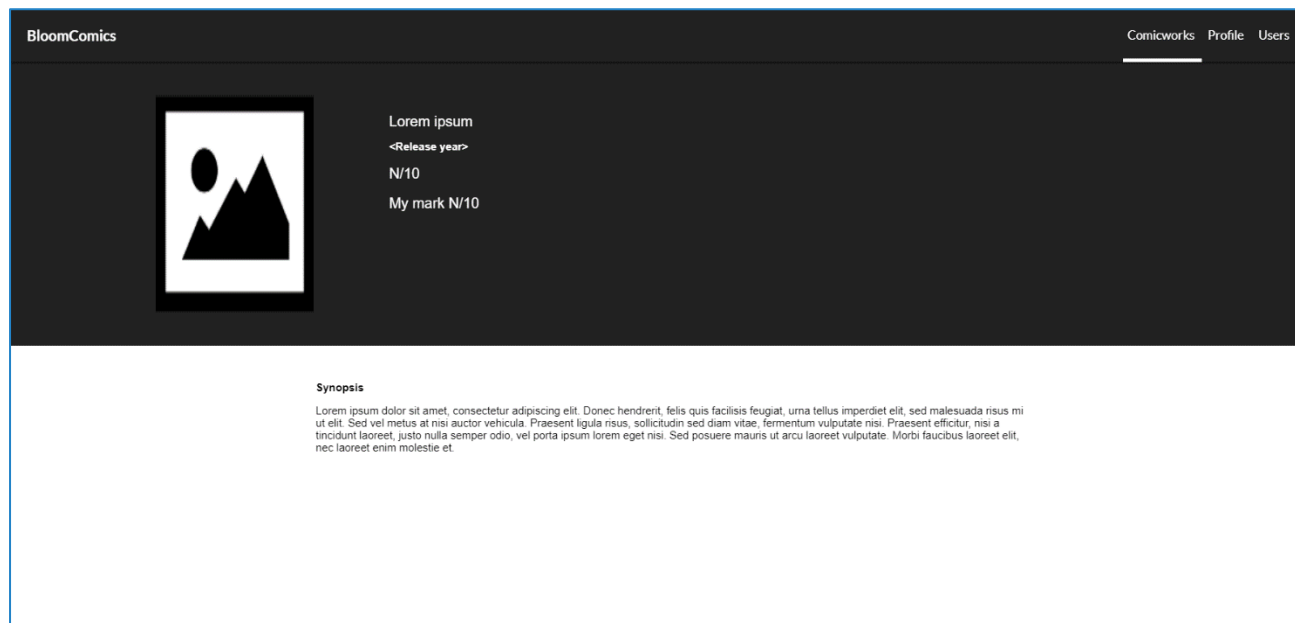 BloomComics
Comicworks Profile Users
Lorem ipsum
<Release year>
N/10
My mark N/10
Synopsis
Lorem ipsum dolor sit amet, consectetur adipiscing elit. Donec hendrerit, felis quis facilisis feugiat, urna tellus imperdiet elit, sed malesuada risus mi
ut elit. Sed vel metus at nisi auctor vehicula. Praesent ligula risus, sollicitudin sed diam vitae, fermentum vulputate nisi. Praesent efficitur, nisi a
tincidunt laoreet, justo nulla semper odio, vel porta ipsum lorem eget nisi. Sed posuere mauris ut arcu laoreet vulputate. Morbi faucibus laoreet elit,
nec laoreet enim molestie et.